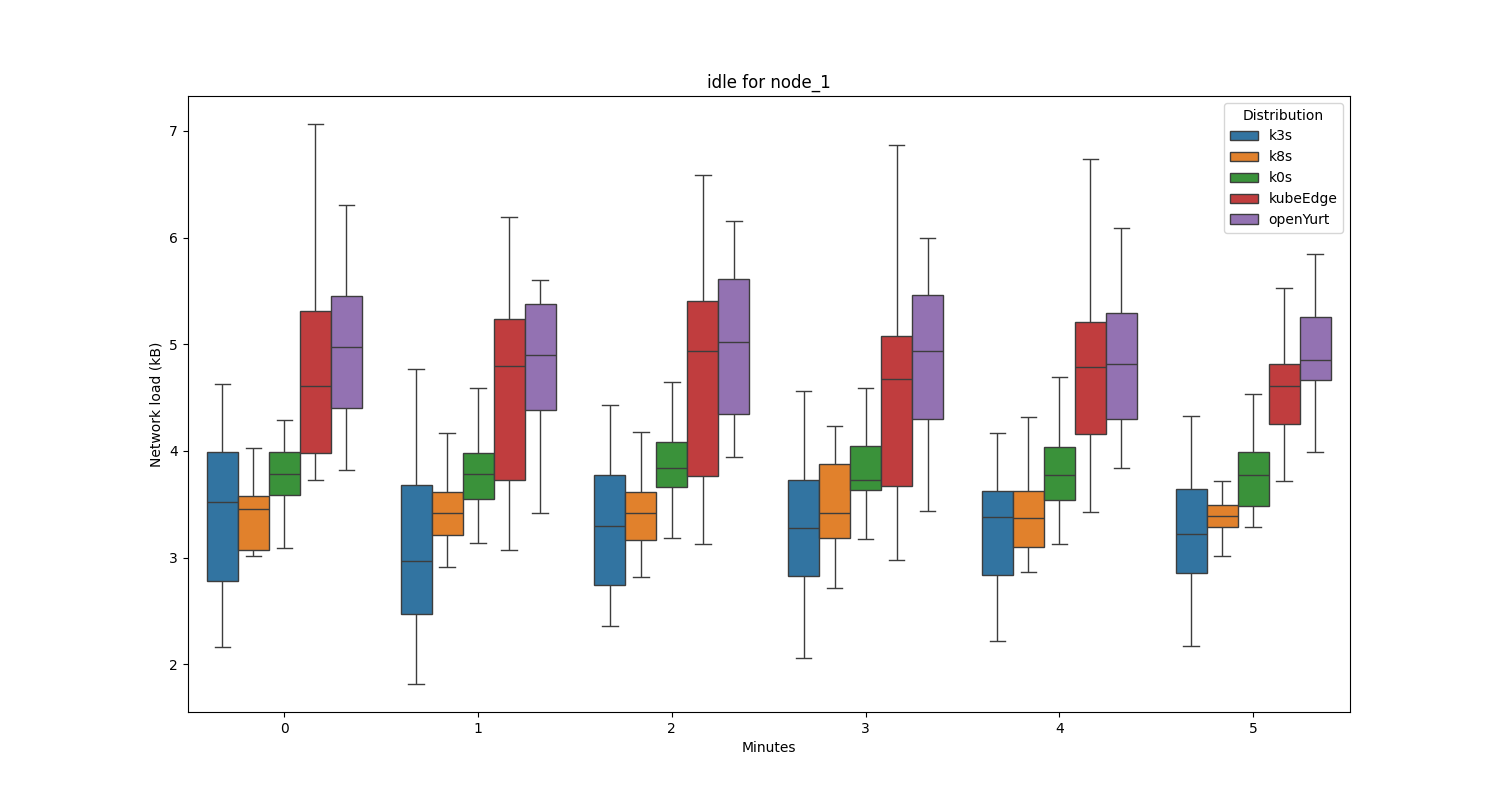 idle for node_1
Distribution
k3s
k8s
k0s
kubeEdge
openYurt
Network load (kB)
7
6
5
4
3
2
0 1 2 3 4 5
Minutes